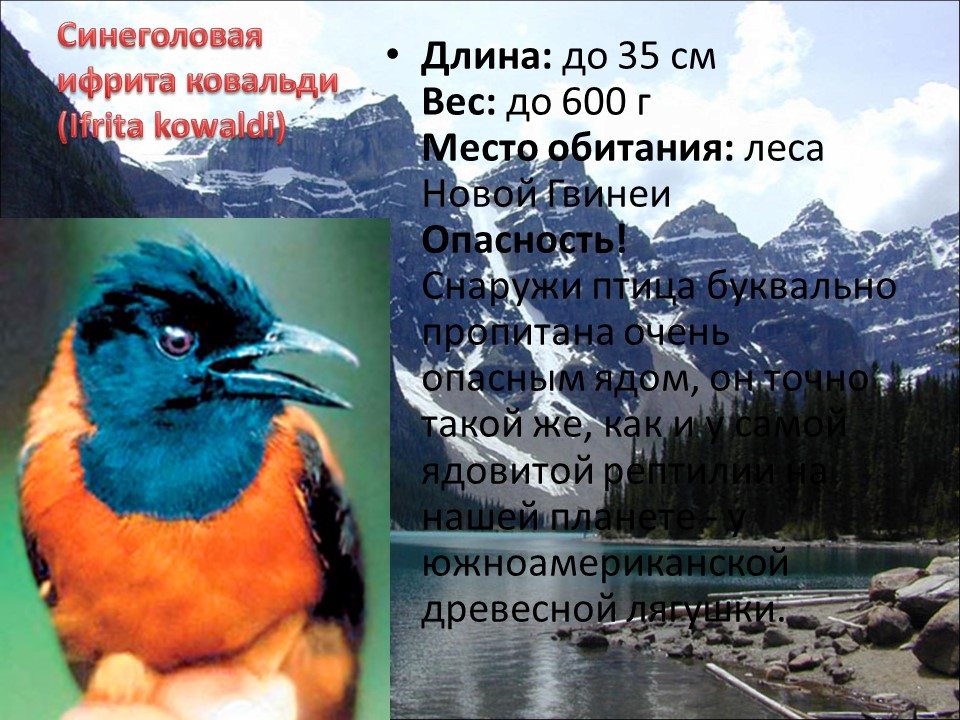 Синеголовая
ифрита ковальди
(Ifrita kowaldi)
• Длина: до 35 см
Вес: до 600 г
Место обитания: леса
Новой Гвинеи
Опасность!
Снаружи птица буквально
пропитана очень
опасным ядом, он точно
такой же, как и у самой
ядовитой рептилии на
нашей планете - у
южноамериканской
древесной лягушки.